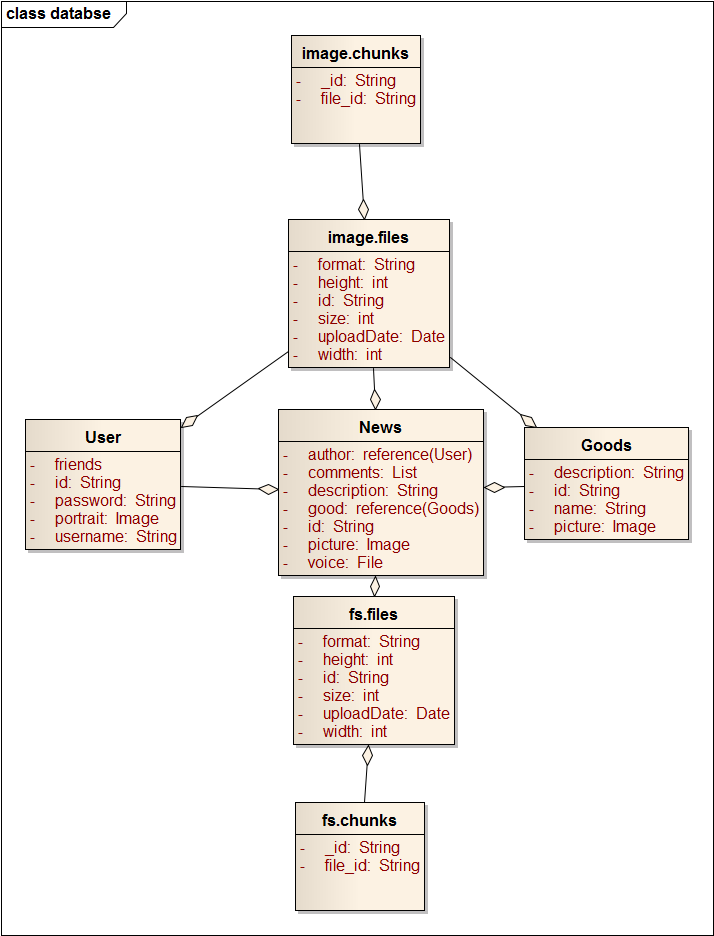 class databse
image.chunks
- _id: String
- file_id: String
image.files
- format: String
- height: int
- id: String
- size: int
- uploadDate: Date
- width: int
User
- friends
- id: String
- password: String
- portrait: Image
- username: String
News
- author: reference(User)
- comments: List
- description: String
- good: reference(Goods)
- id: String
- picture: Image
- voice: File
Goods
- description: String
- id: String
- name: String
- picture: Image
fs.files
- format: String
- height: int
- id: String
- size: int
- uploadDate: Date
- width: int
fs.chunks
- _id: String
- file_id: String